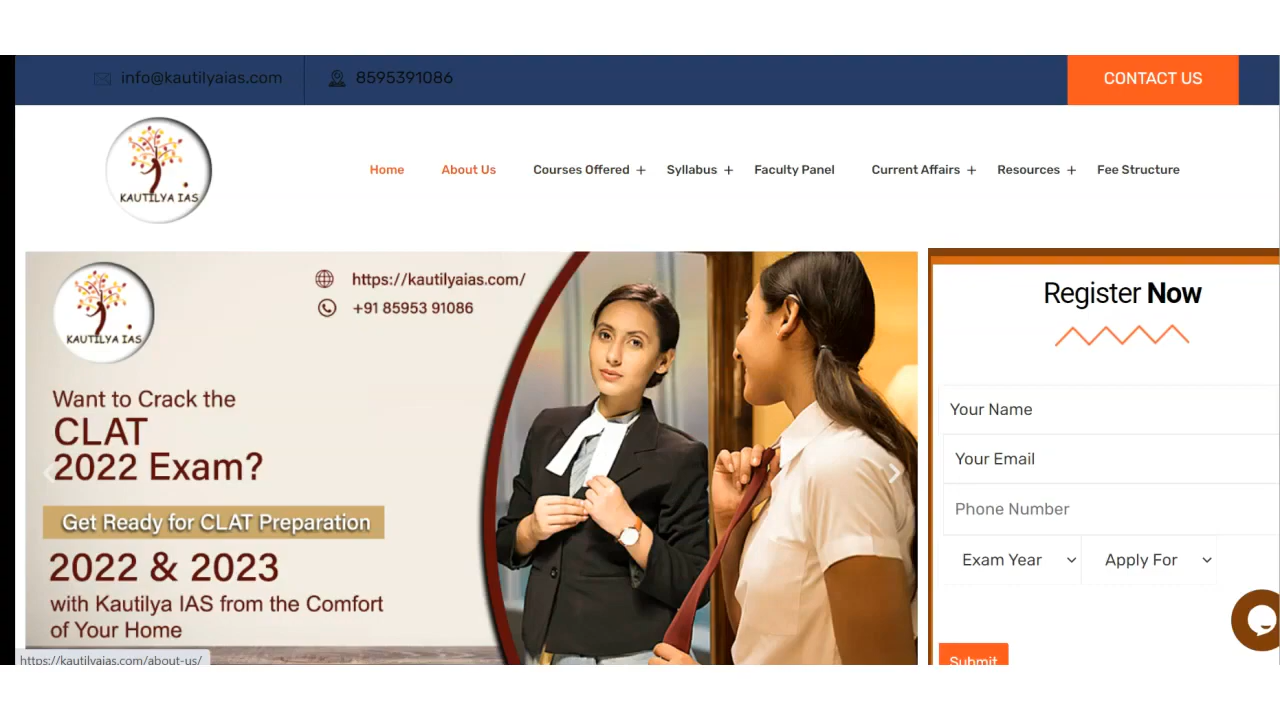 info@kautilyaias.com
8595391086
CONTACT US
KAUTILYA IAS
Home
About Us
Courses Offered +
Syllabus +
Faculty Panel
Current Affairs +
Resources +
Fee Structure
KAUTILYA IAS
https://kautilyaias.com/
+91 85953 91086
Want to Crack the
CLAT
2022 Exam?
Get Ready for CLAT Preparation
2022 & 2023
with Kautilya IAS from the Comfort
of Your Home
Register Now
Your Name
Your Email
Phone Number
Exam Year
Apply For
Submit
https://kautilyaias.com/about-us/